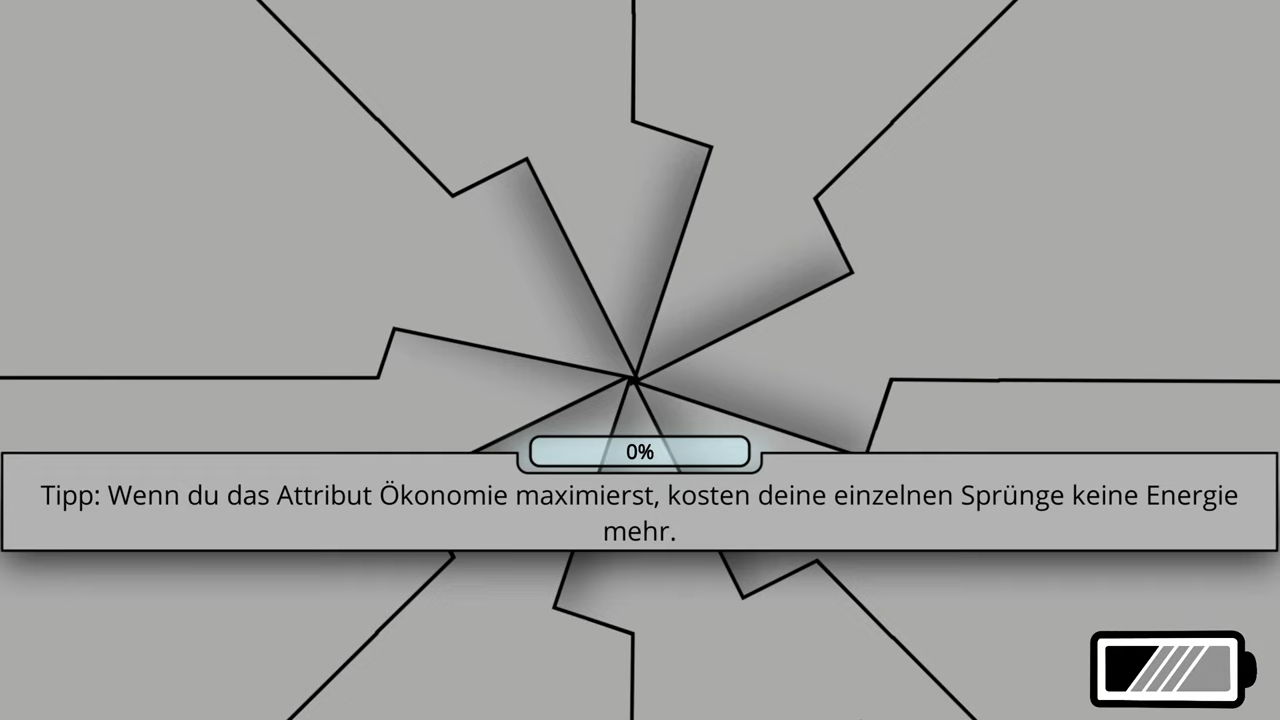 0%
Tipp: Wenn du das Attribut Ökonomie maximierst, kosten deine einzelnen Sprünge keine Energie
mehr.